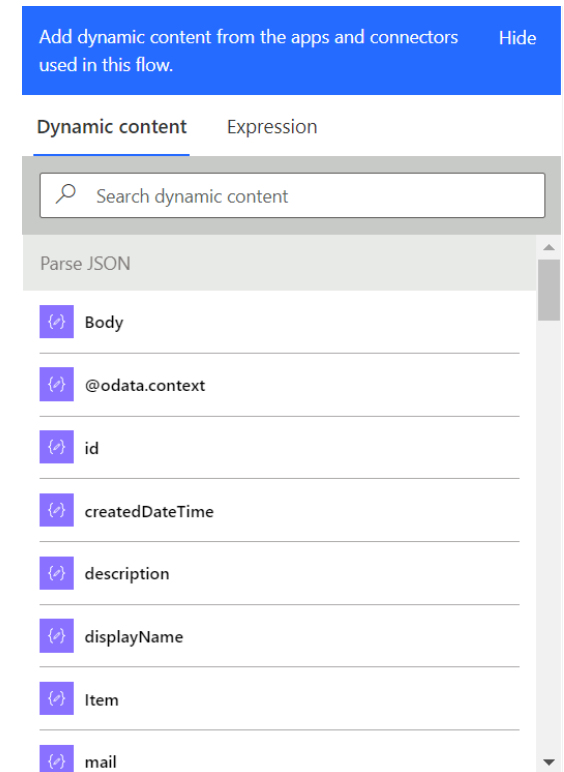 Add dynamic content from the apps and connectors
used in this flow.
Hide
Dynamic content
Expression
Search dynamic content
Parse JSON
Body
@odata.context
id
createdDateTime
description
displayName
Item
mail